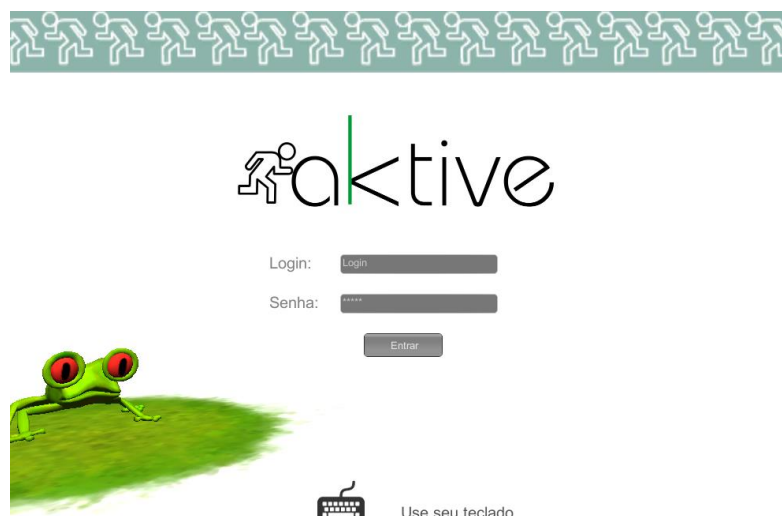 aktive
Login: Login
Senha: *****
Entrar
Use seu teclado